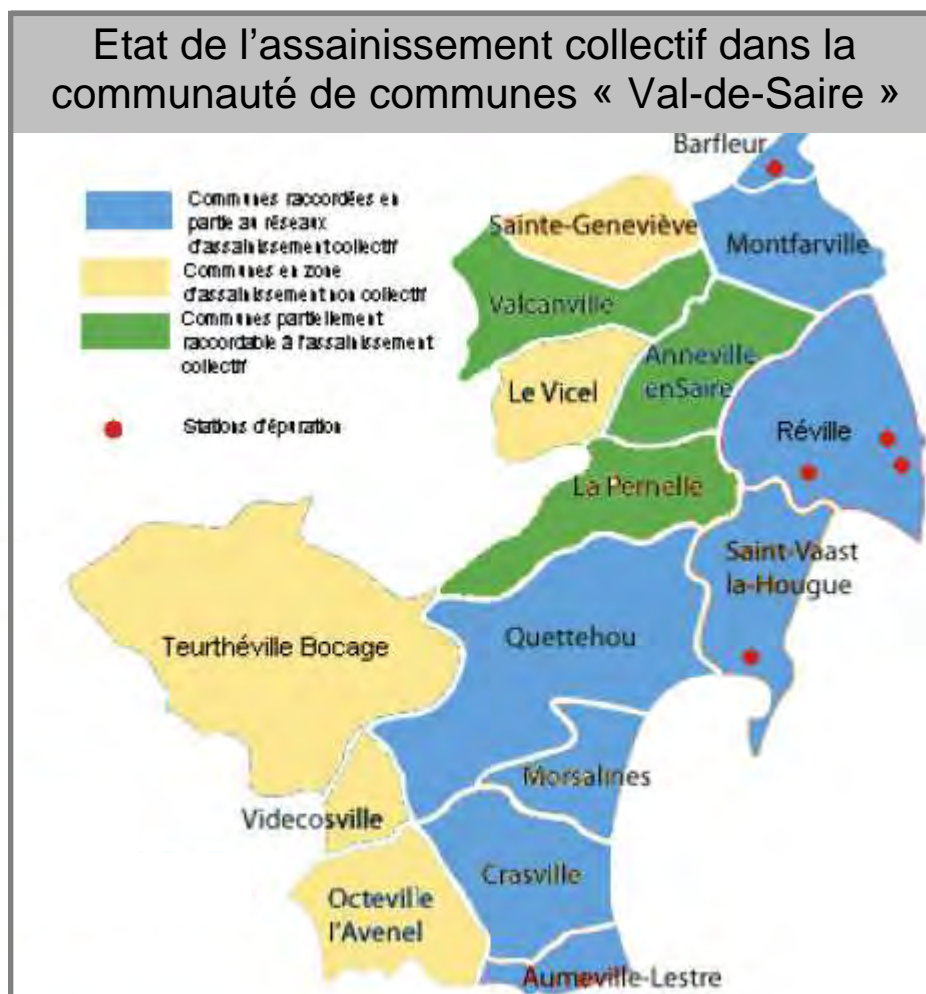 Etat de l'assainissement collectif dans la
communauté de communes « Val-de-Saire »
Barfleur
Communes raccordées en
partie au réseaux
d'assainissement collectif
Communes en zone
d'assainissement non collectif
Communes partiellement
raccordable à l'assainissement
collectif
Stations d'épuration
Sainte-Geneviève
Montfarville
Valcanville
Anneville
enSaire
Le Vicel
Réville
La Pernelle
Saint-Vaast
la-Hougue
Quettehou
Teurthéville Bocage
Morsalines
Videcosville
Crasville
Octeville
l'Avenel
Aumeville-Lestre